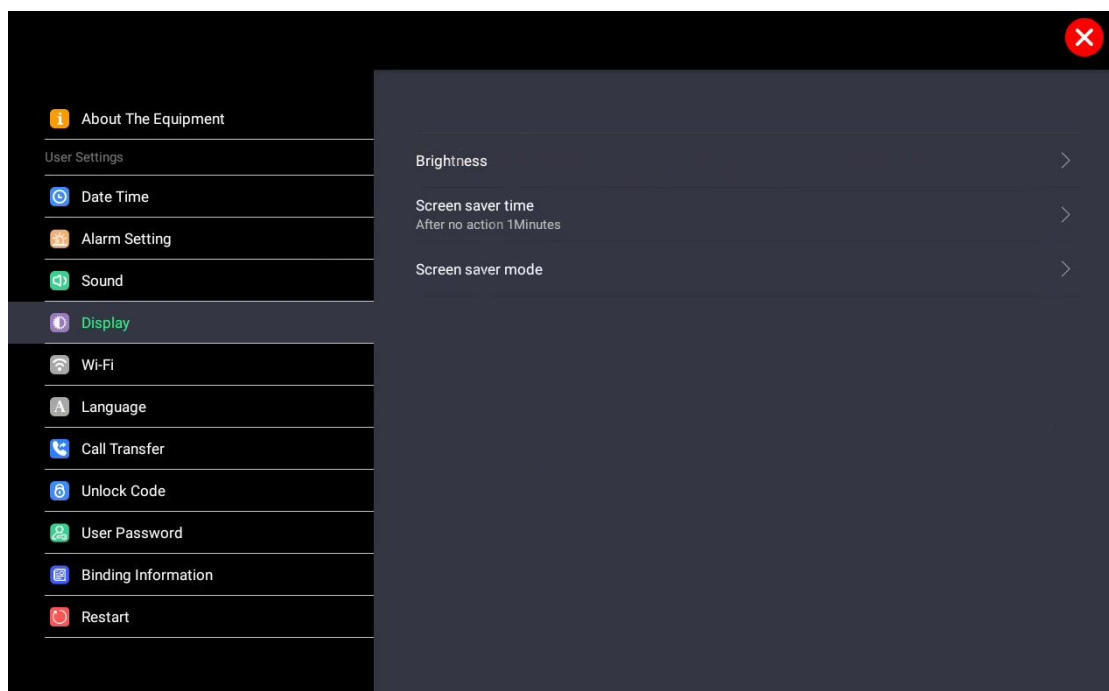 About The Equipment
User Settings
Date Time
Alarm Setting
Sound
Display
Wi-Fi
Language
Call Transfer
Unlock Code
User Password
Binding Information
Restart
Brightness
Screen saver time
After no action 1Minutes
Screen saver mode